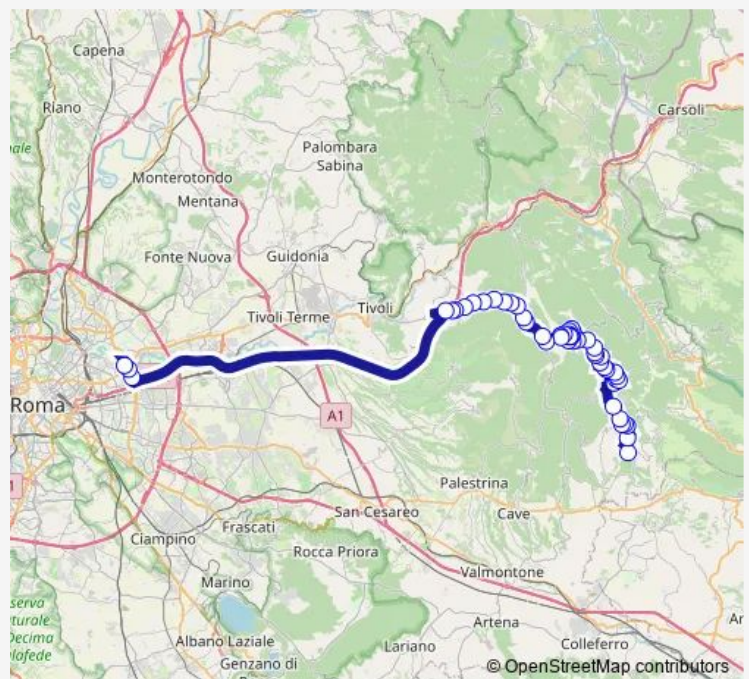 Capena
Riano
Carsoli
Palombara
Sabina
Monterotondo
Mentana
Fonte Nuova
Guidonia
Tivoli Terme
Tivoli
Roma
A1
Palestrina
San Cesareo
Cave
Ciampino
Frascati
Rocca Priora
Marino
Valmontone
Artena
Albano Laziale
Lariano
Colleferro
Genzano di
© OpenStreetMap contributors